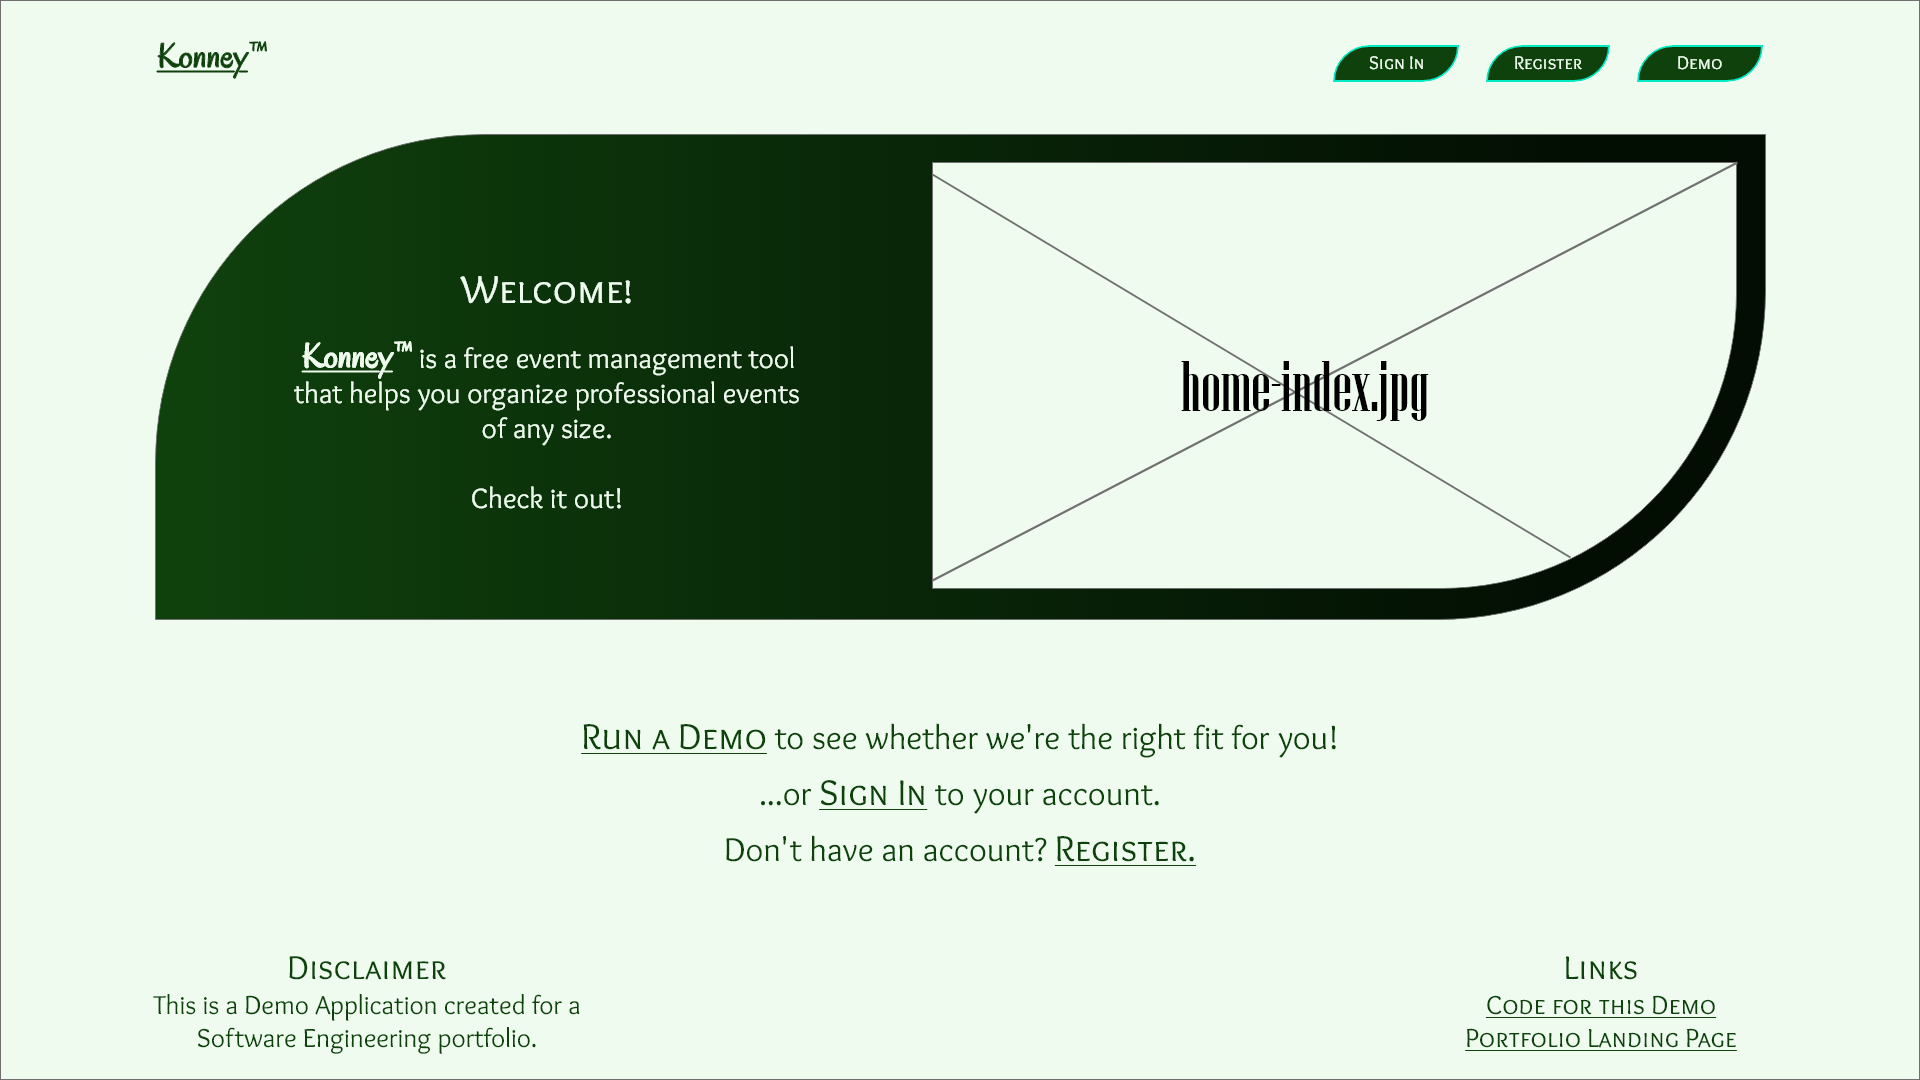 Konney™
Sign In
Register
Demo
Welcome!
Konney™ is a free event management tool
that helps you organize professional events
of any size.
Check it out!
home-index.jpg
Run a Demo to see whether we're the right fit for you!
...or Sign In to your account.
Don't have an account? Register.
Disclaimer
This is a Demo Application created for a
Software Engineering portfolio.
Links
Code for this Demo
Portfolio Landing Page